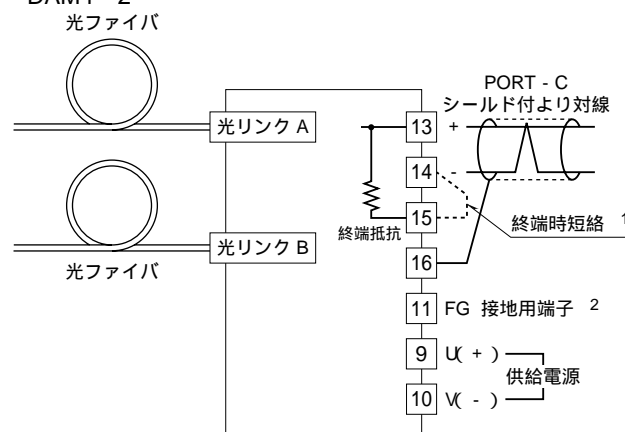 光ファイバ
光リンク A
光リンク B
光ファイバ
PORT - C
シールド付より対線
13
+
14
-
15
終端抵抗
終端時短絡 1
16
11 FG 接地用端子 2
9 U( + )
供給電源
10 V( - )